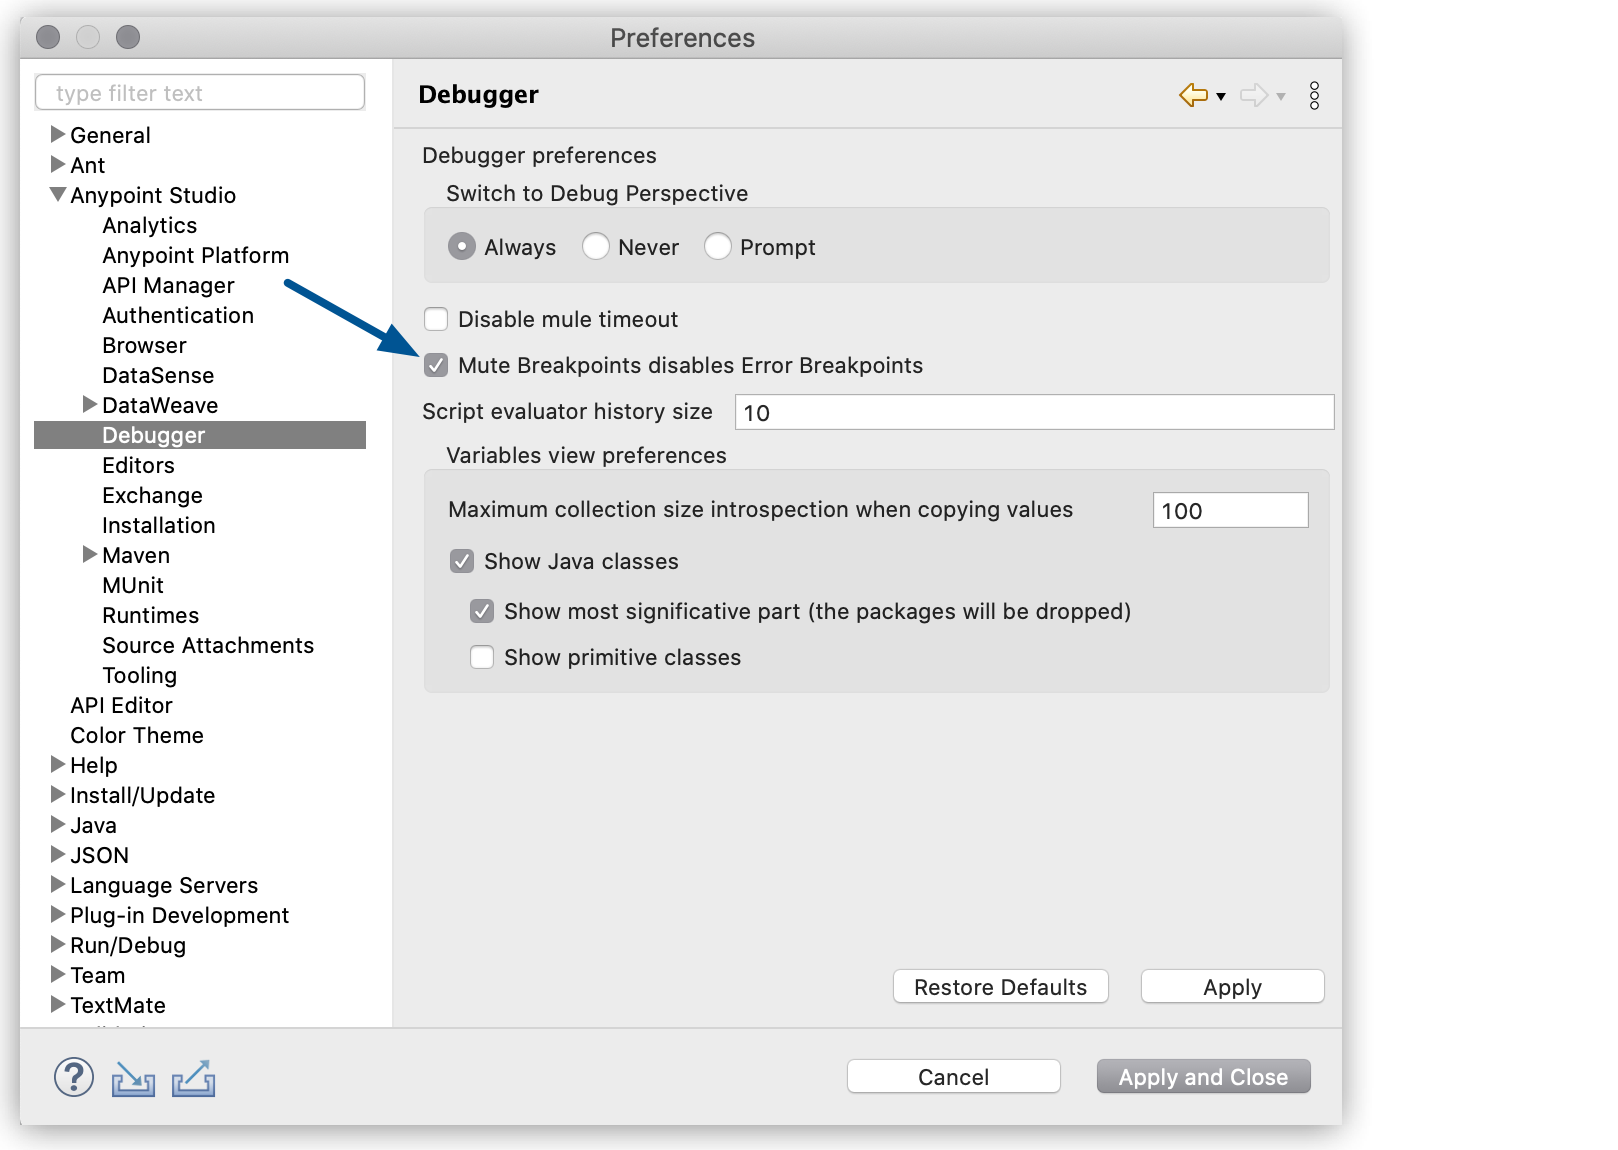 Preferences
type filter text
General
Ant
Anypoint Studio
Analytics
Anypoint Platform
API Manager
Authentication
Browser
DataSense
DataWeave
Debugger
Editors
Exchange
Installation
Maven
MUnit
Runtimes
Source Attachments
Tooling
API Editor
Color Theme
Help
Install/Update
Java
JSON
Language Servers
Plug-in Development
Run/Debug
Team
TextMate
Debugger
Debugger preferences
Switch to Debug Perspective
Always Never Prompt
Disable mule timeout
Mute Breakpoints disables Error Breakpoints
Script evaluator history size 10
Variables view preferences
Maximum collection size introspection when copying values 100
Show Java classes
Show most significative part (the packages will be dropped)
Show primitive classes
Restore Defaults Apply
? Cancel Apply and Close